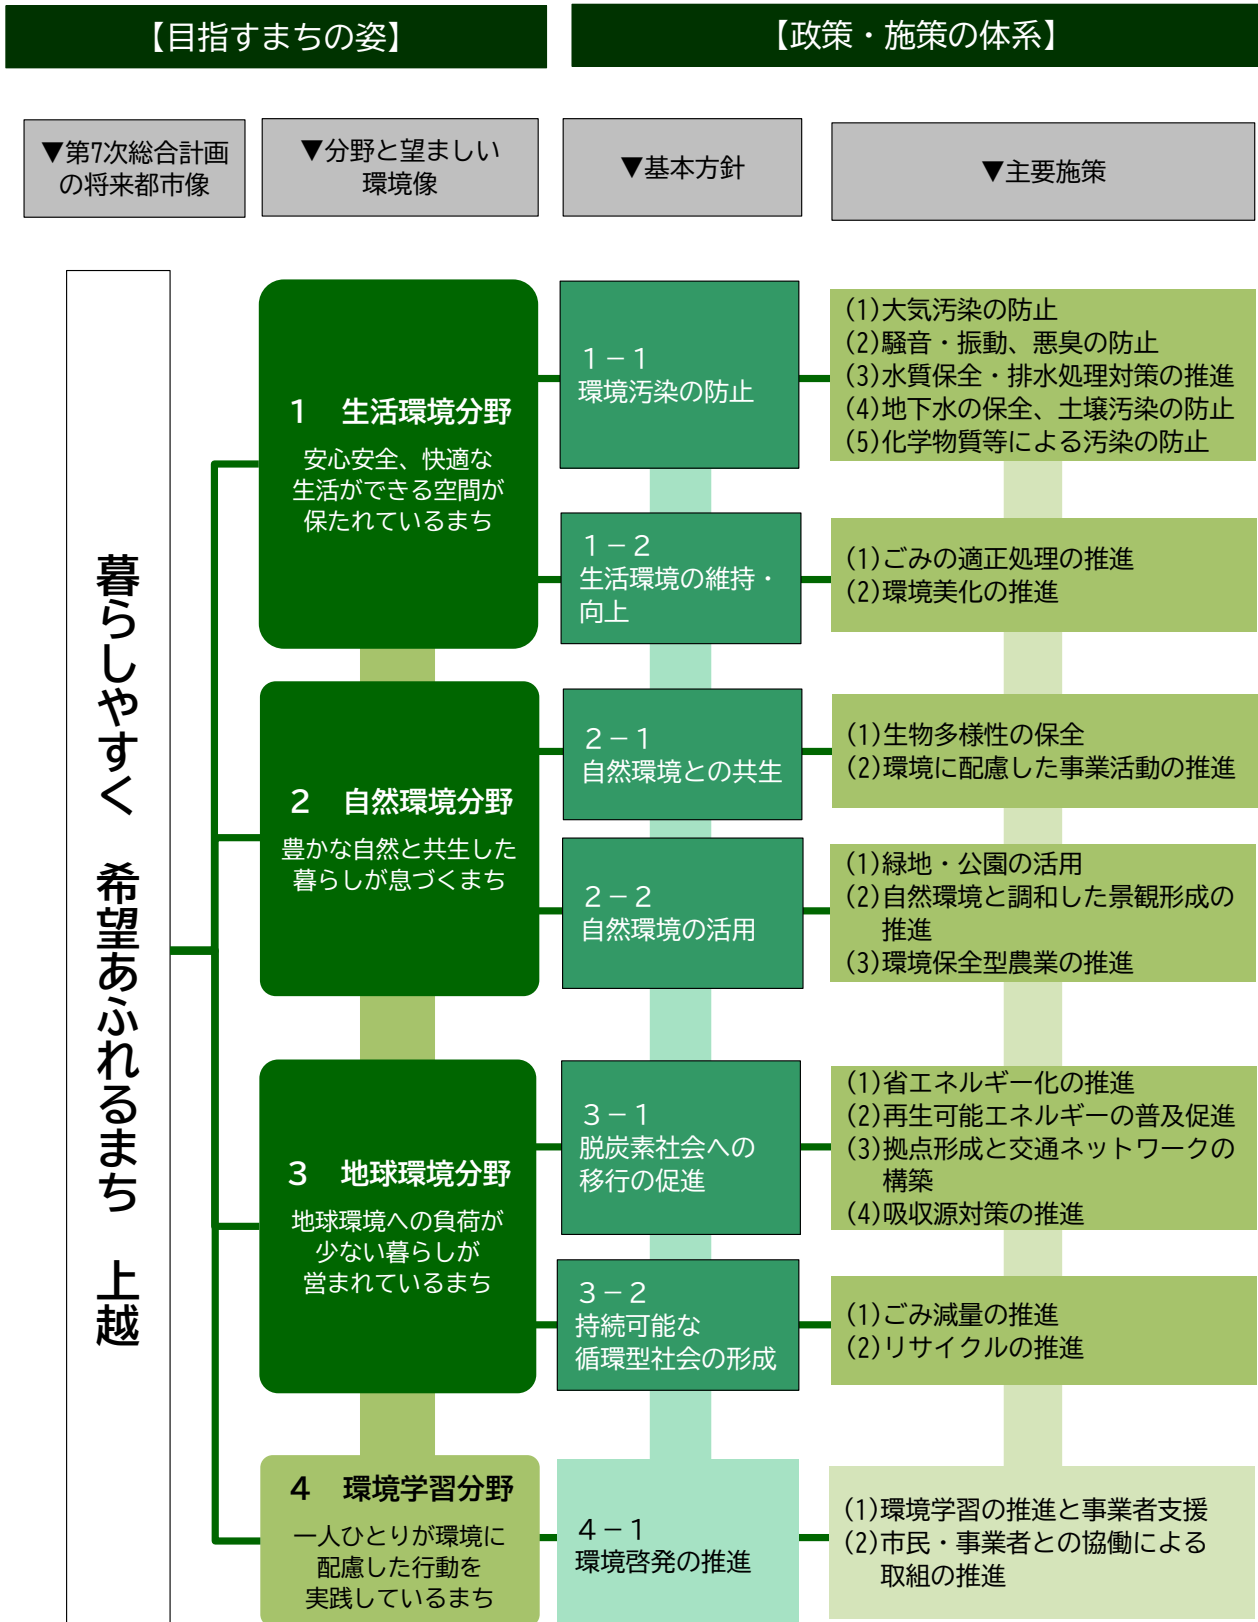 【目指すまちの姿】
【政策・施策の体系】
▼第7次総合計画
の将来都市像
▼分野と望ましい
環境像
▼基本方針
▼主要施策
暮らしやすく　希望あふれるまち　上越
1　生活環境分野
安心安全、快適な
生活ができる空間が
保たれているまち
1－1
環境汚染の防止
(1)大気汚染の防止
(2)騒音・振動、悪臭の防止
(3)水質保全・排水処理対策の推進
(4)地下水の保全、土壌汚染の防止
(5)化学物質等による汚染の防止
1－2
生活環境の維持・
向上
(1)ごみの適正処理の推進
(2)環境美化の推進
2　自然環境分野
豊かな自然と共生した
暮らしが息づくまち
2－1
自然環境との共生
(1)生物多様性の保全
(2)環境に配慮した事業活動の推進
2－2
自然環境の活用
(1)緑地・公園の活用
(2)自然環境と調和した景観形成の
推進
(3)環境保全型農業の推進
3　地球環境分野
地球環境への負荷が
少ない暮らしが
営まれているまち
3－1
脱炭素社会への
移行の促進
(1)省エネルギー化の推進
(2)再生可能エネルギーの普及促進
(3)拠点形成と交通ネットワークの
構築
(4)吸収源対策の推進
3－2
持続可能な
循環型社会の形成
(1)ごみ減量の推進
(2)リサイクルの推進
4　環境学習分野
一人ひとりが環境に
配慮した行動を
実践しているまち
4－1
環境啓発の推進
(1)環境学習の推進と事業者支援
(2)市民・事業者との協働による
取組の推進